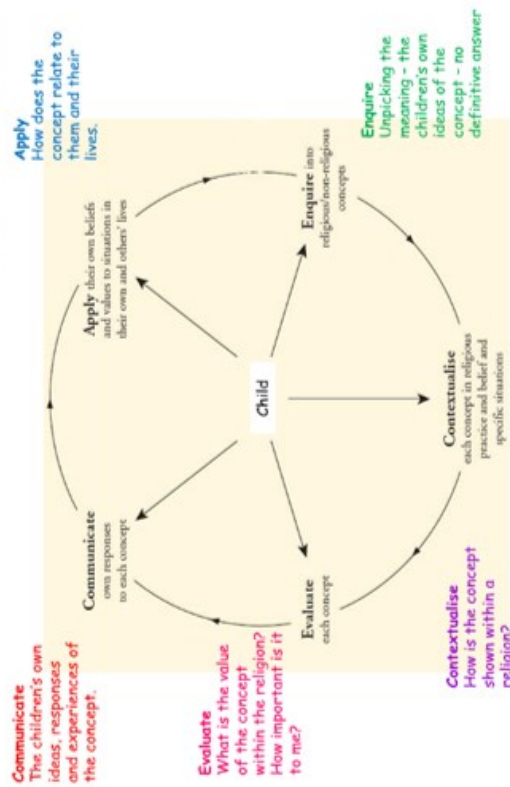 Communicate
The children's own
ideas, responses
and experiences of
the concept.
Apply
How does the
concept relate to
them and their
lives.
Communicate
own responses
to each concept
Apply their own beliefs
and values to situations in
their own and others' lives
Evaluate
What is the value
of the concept
within the religion?
How important is it
to me?
Child
Evaluate
each concept
Enquire into
religious/non-religious
concepts
Enquire
Unpicking the
meaning - the
children's own
ideas of the
concept - no
definitive answer
Contextualise
each concept in religious
practice and belief and
specific situations
Contextualise
How is the concept
shown within a
religion?